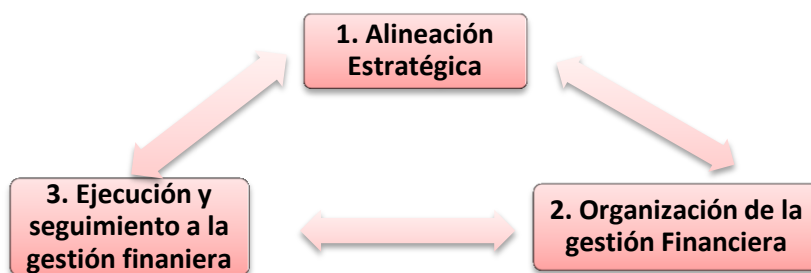 1. Alineación
Estratégica
3. Ejecución y
seguimiento a la
gestión finaniera
2. Organización de la
gestión Financiera